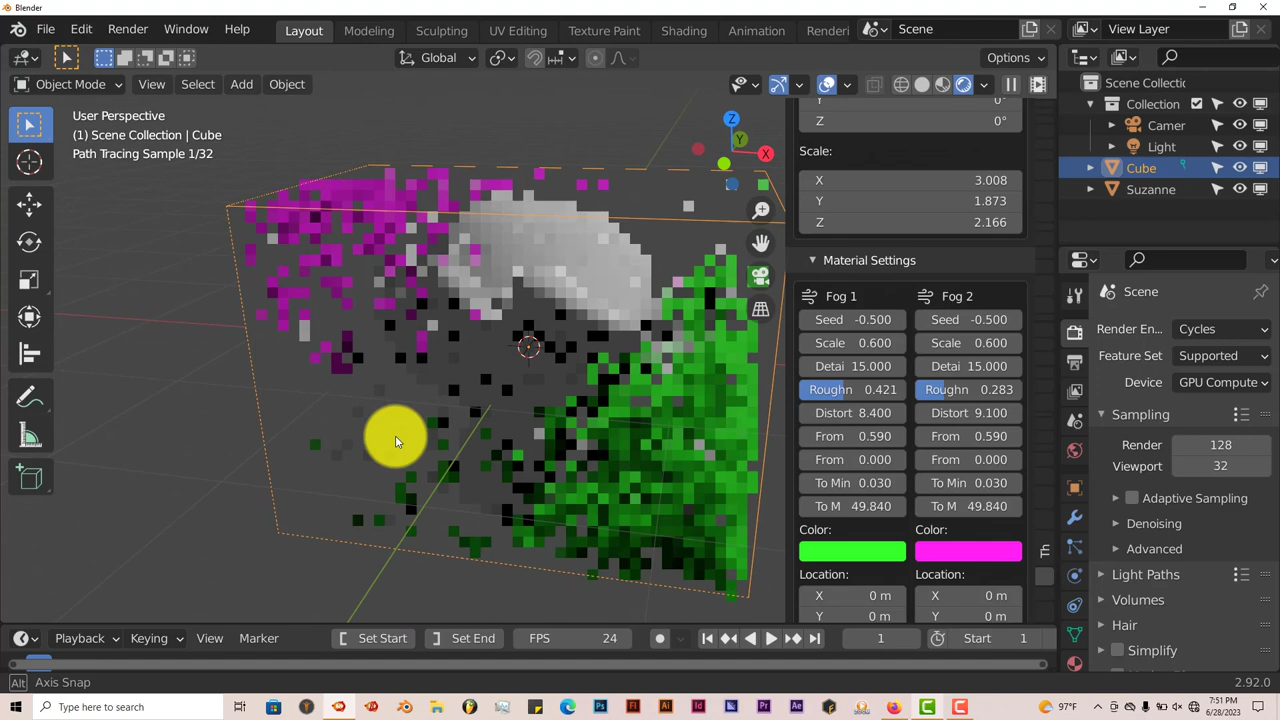 Blender
File Edit Render Window Help Layout Modeling Sculpting UV Editing Texture Paint Shading Animation Renderi Scene View Layer
Global Options
Object Mode View Select Add Object
User Perspective
(1) Scene Collection | Cube
Path Tracing Sample 1/32
Z
Y
X
Y 0°
Z 0°
Scale:
X 3.008
Y 1.873
Z 2.166
Material Settings
Fog 1 Fog 2
Seed -0.500 Seed -0.500
Scale 0.600 Scale 0.600
Detai 15.000 Detai 15.000
Roughn 0.421 Roughn 0.283
Distort 8.400 Distort 9.100
From 0.590 From 0.590
From 0.000 From 0.000
To Min 0.030 To Min 0.030
To M 49.840 To M 49.840
Color: Color:
Location: Location:
X 0 m X 0 m
Y 0 m Y 0 m
Scene Collectic
Collection
Camer
Light
Cube
Suzanne
Scene
Render En... Cycles
Feature Set Supported
Device GPU Compute
Sampling
Render 128
Viewport 32
Adaptive Sampling
Denoising
Advanced
Light Paths
Volumes
Hair
Simplify
Playback Keying View Marker Set Start Set End FPS 24 1 Start 1
Alt Axis Snap 2.92.0
Type here to search 97°F 7:51 PM
6/28/2023